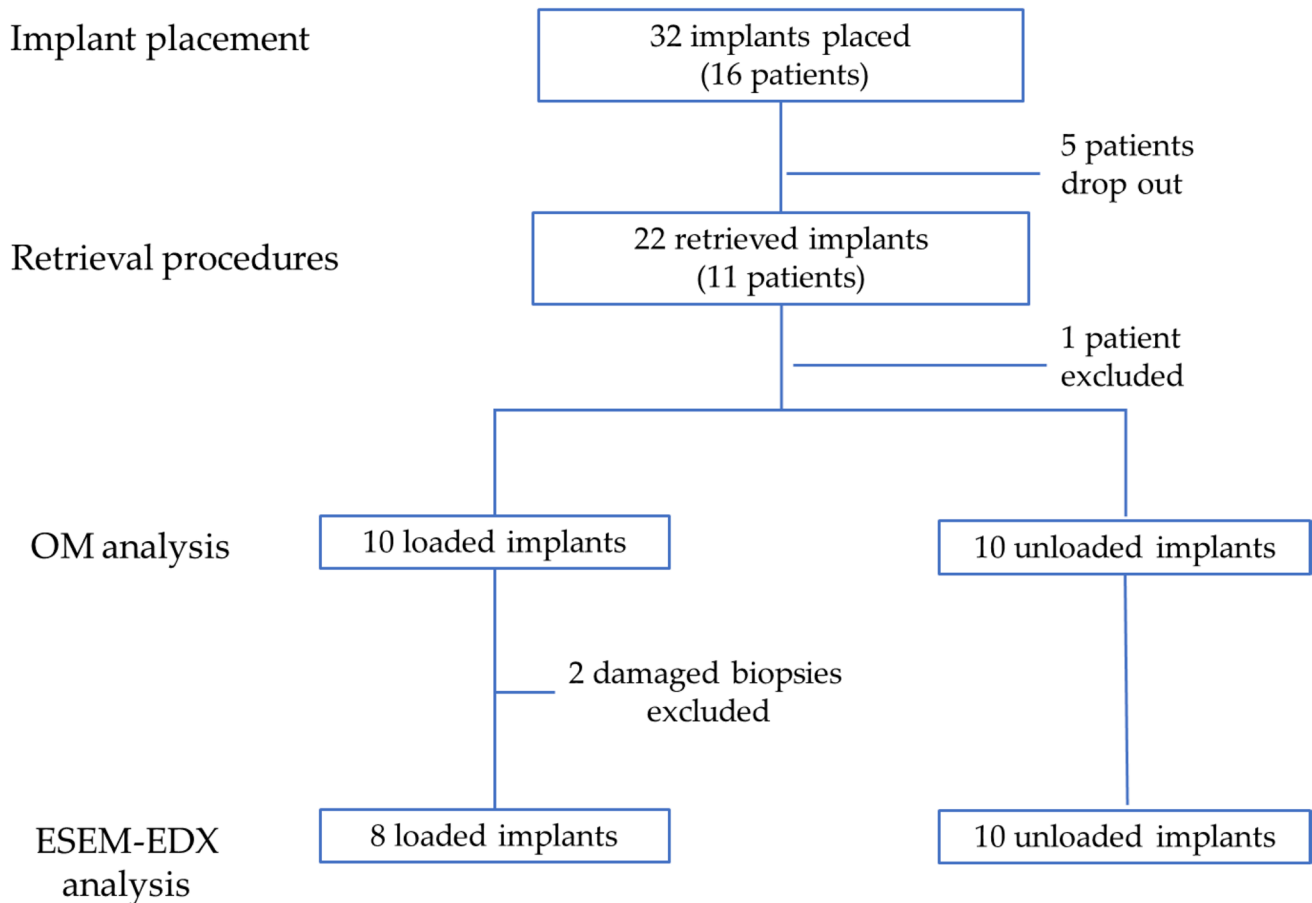 Implant placement
32 implants placed
(16 patients)
5 patients
drop out
Retrieval procedures
22 retrieved implants
(11 patients)
1 patient
excluded
OM analysis
10 loaded implants
10 unloaded implants
2 damaged biopsies
excluded
ESEM-EDX
analysis
8 loaded implants
10 unloaded implants